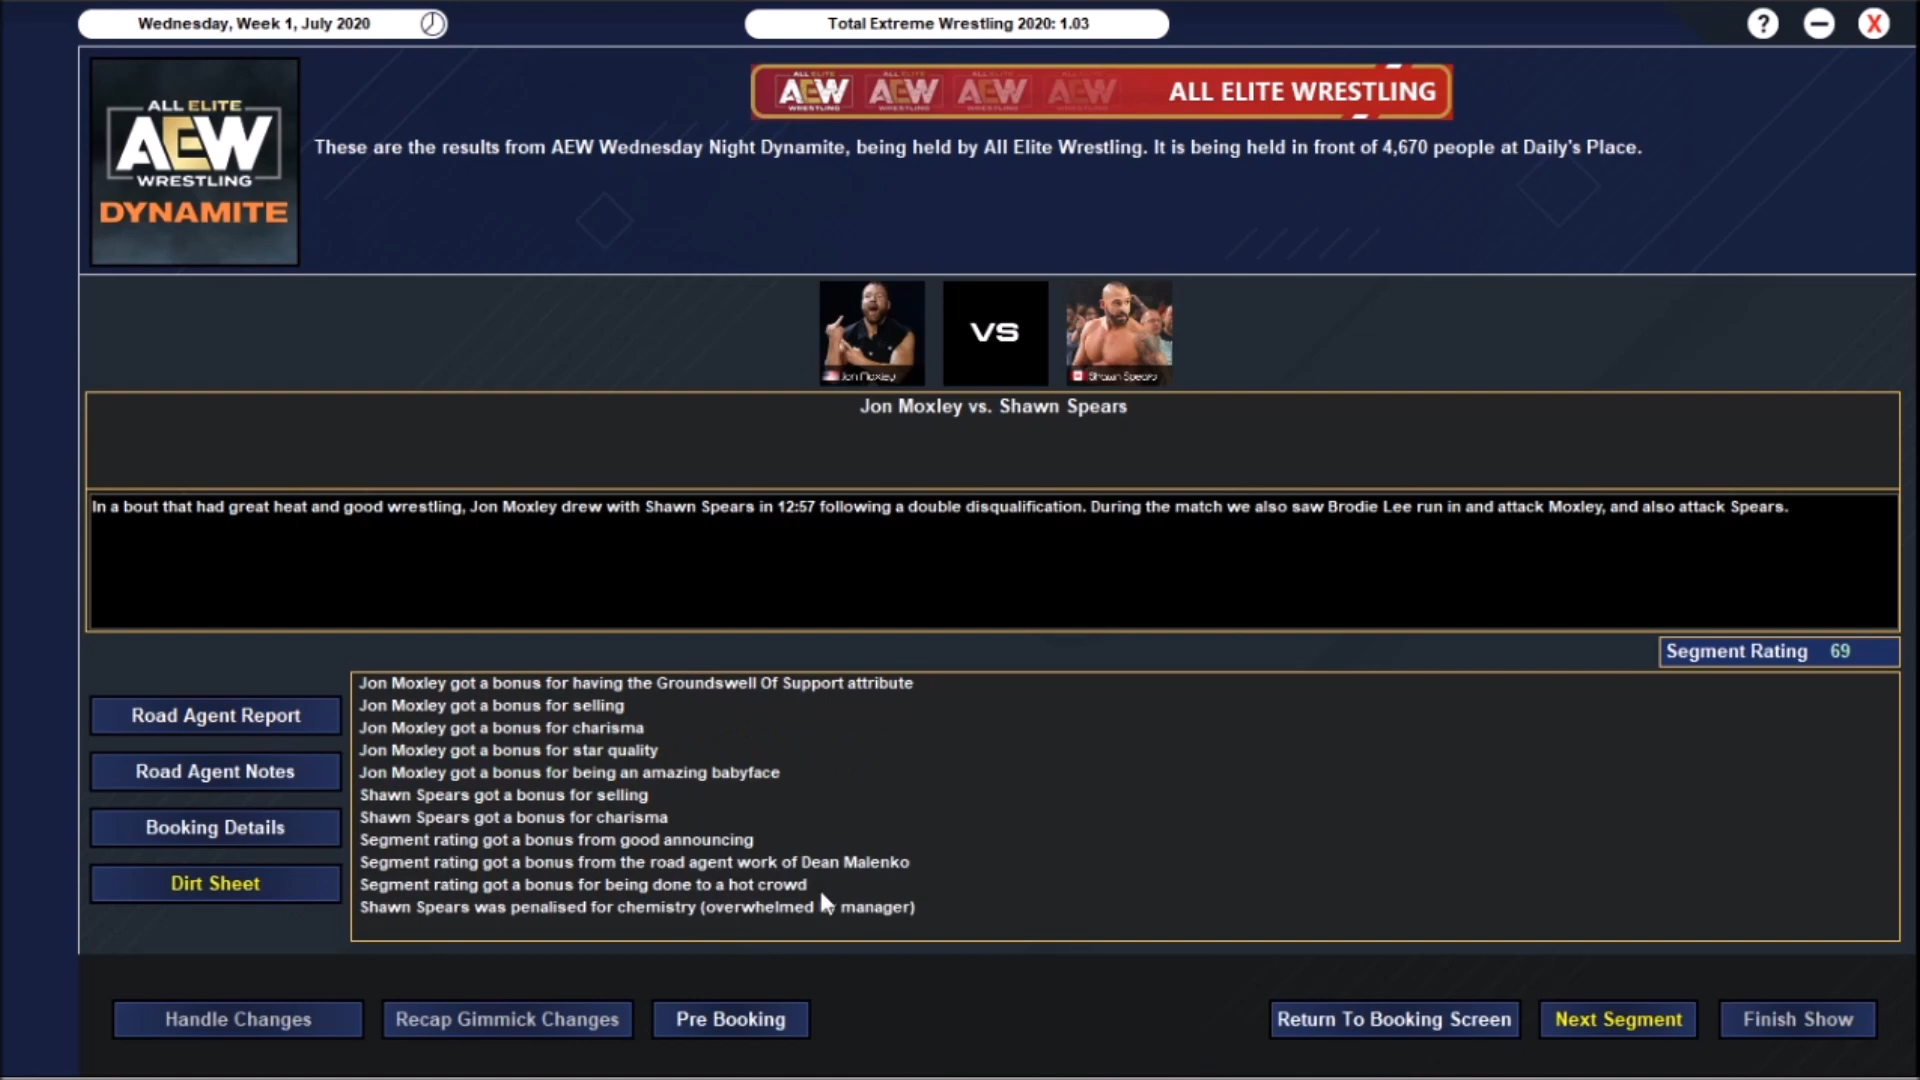 Wednesday, Week 1, July 2020
Total Extreme Wrestling 2020: 1.03
?
X
ALL ELITE
AEW
WRESTLING
DYNAMITE
ALL ELITE
AEW
WRESTLING
AEW
AEW
AEW
ALL ELITE WRESTLING
These are the results from AEW Wednesday Night Dynamite, being held by All Elite Wrestling. It is being held in front of 4,670 people at Daily's Place.
Jon Moxley
VS
Shawn Spears
Jon Moxley vs. Shawn Spears
In a bout that had great heat and good wrestling, Jon Moxley drew with Shawn Spears in 12:57 following a double disqualification. During the match we also saw Brodie Lee run in and attack Moxley, and also attack Spears.
Segment Rating 69
Road Agent Report
Road Agent Notes
Booking Details
Dirt Sheet
Jon Moxley got a bonus for having the Groundswell Of Support attribute
Jon Moxley got a bonus for selling
Jon Moxley got a bonus for charisma
Jon Moxley got a bonus for star quality
Jon Moxley got a bonus for being an amazing babyface
Shawn Spears got a bonus for selling
Shawn Spears got a bonus for charisma
Segment rating got a bonus from good announcing
Segment rating got a bonus from the road agent work of Dean Malenko
Segment rating got a bonus for being done to a hot crowd
Shawn Spears was penalised for chemistry (overwhelmed manager)
Handle Changes
Recap Gimmick Changes
Pre Booking
Return To Booking Screen
Next Segment
Finish Show